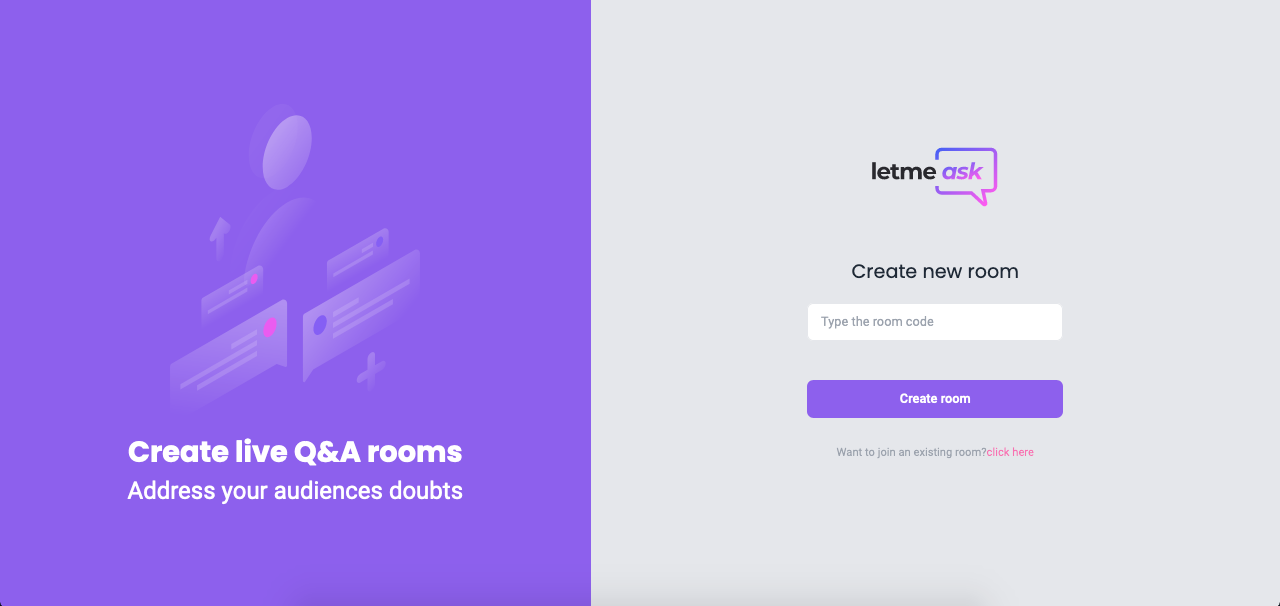 Create live Q&A rooms
Address your audiences doubts
letme ask
Create new room
Type the room code
Create room
Want to join an existing room?click here